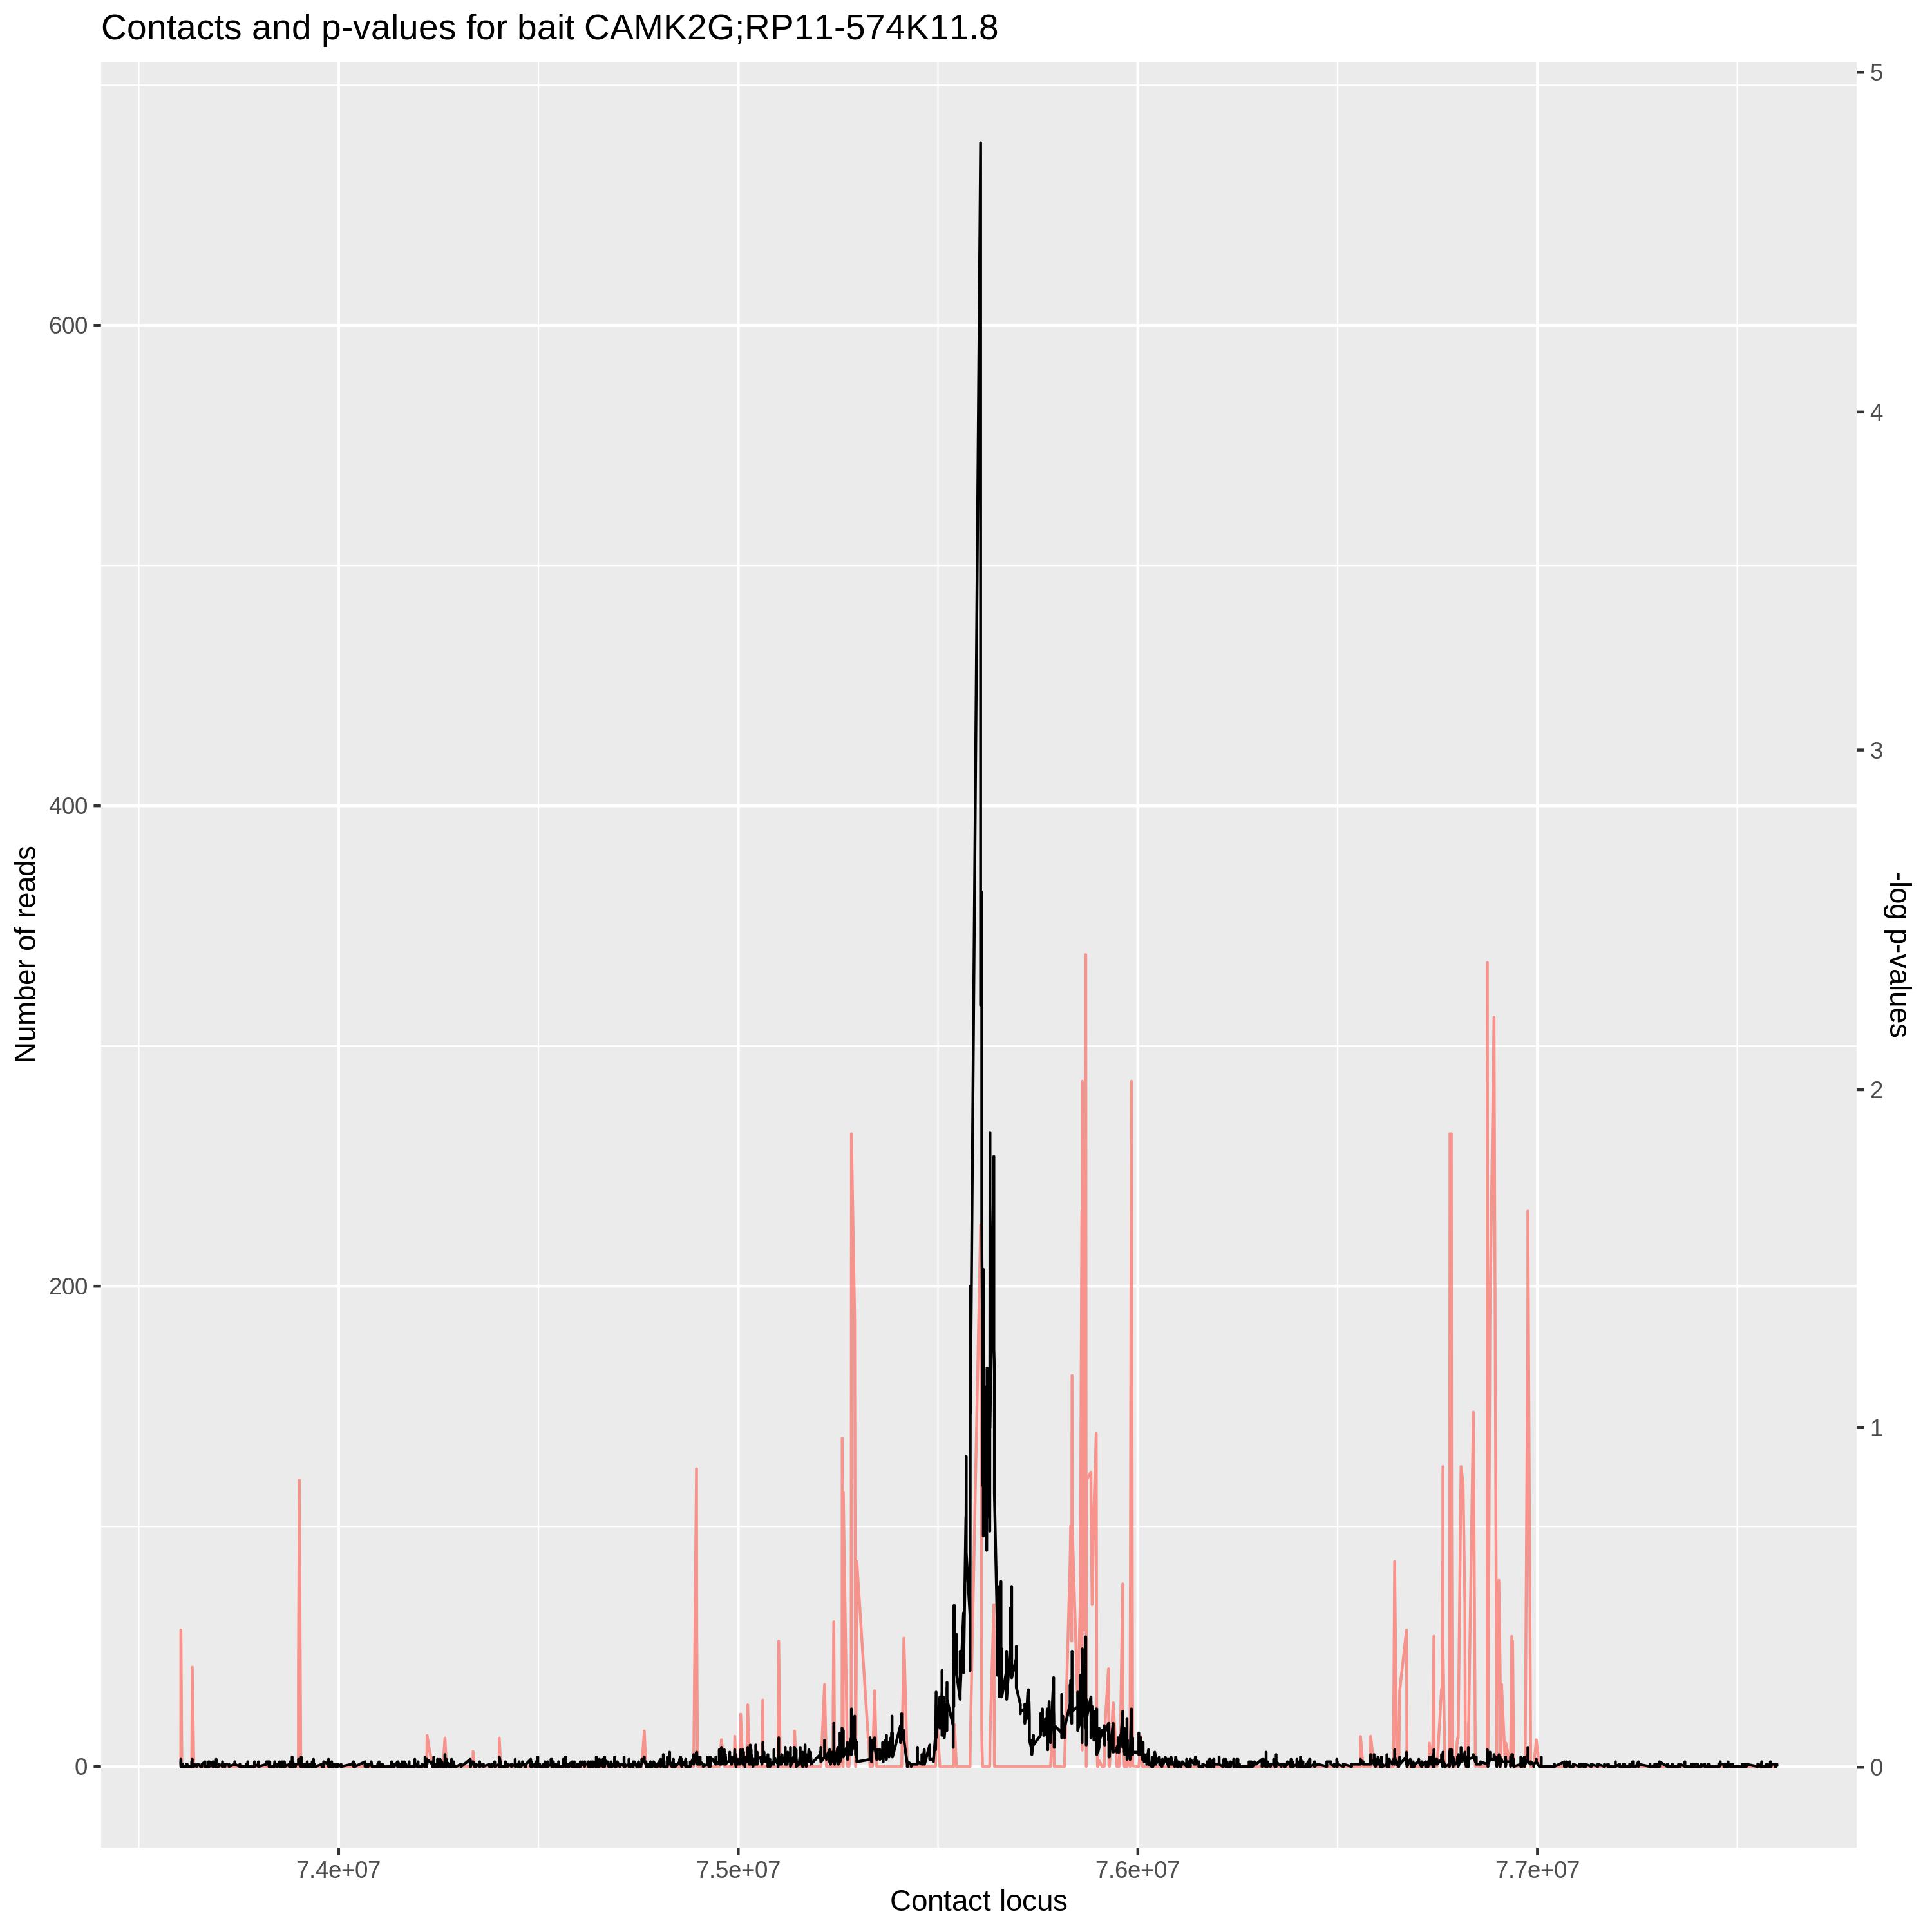 Contacts and p-values for bait CAMK2G;RP11-574K11.8
Number of reads
600
400
200
0
5
4
3
2
1
0
-log p-values
7.4e+07
7.5e+07
7.6e+07
7.7e+07
Contact locus